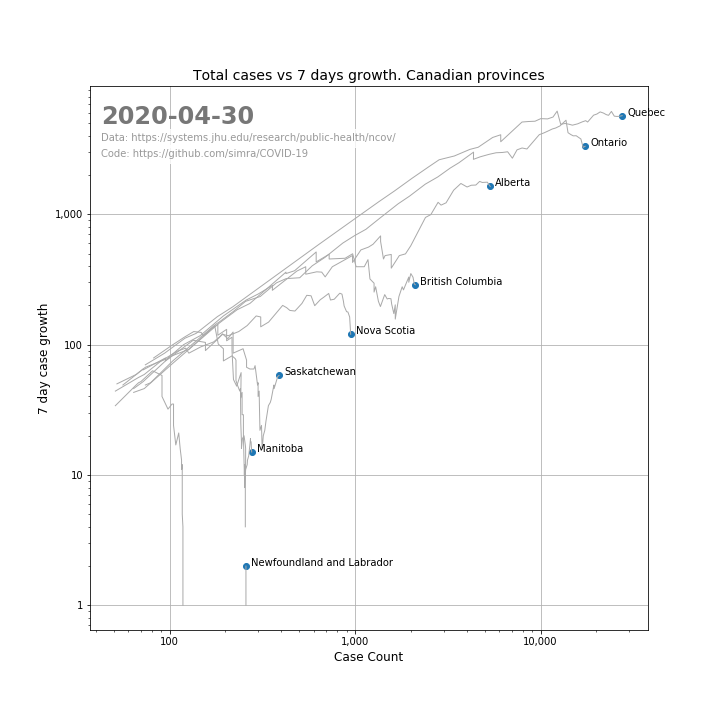 Total cases vs 7 days growth. Canadian provinces
2020-04-30
Data: https://systems.jhu.edu/research/public-health/ncov/
Code: https://github.com/simra/COVID-19
Quebec
Ontario
Alberta
British Columbia
Nova Scotia
Saskatchewan
Manitoba
Newfoundland and Labrador
7 day case growth
1,000
100
10
1
100
1,000
10,000
Case Count